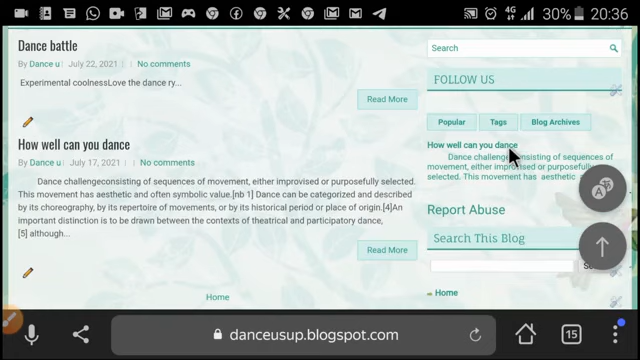 30% 20:36
Dance battle
By Dance u | July 22, 2021 | No comments
Experimental coolnessLove the dance ry...
Read More
How well can you dance
By Dance u | July 17, 2021 | No comments
Dance challengeconsisting of sequences of movement, either improvised or purposefully selected.
This movement has aesthetic and often symbolic value.[nb 1] Dance can be categorized and described
by its choreography, by its repertoire of movements, or by its historical period or place of origin.[4]An
important distinction is to be drawn between the contexts of theatrical and participatory dance,
[5] although...
Read More
Home
Search
FOLLOW US
Popular Tags Blog Archives
How well can you dance
Dance challengeconsisting of sequences of
movement, either improvised or purposefully
selected. This movement has aesthetic
Report Abuse
Search This Blog
Home
danceusup.blogspot.com
15